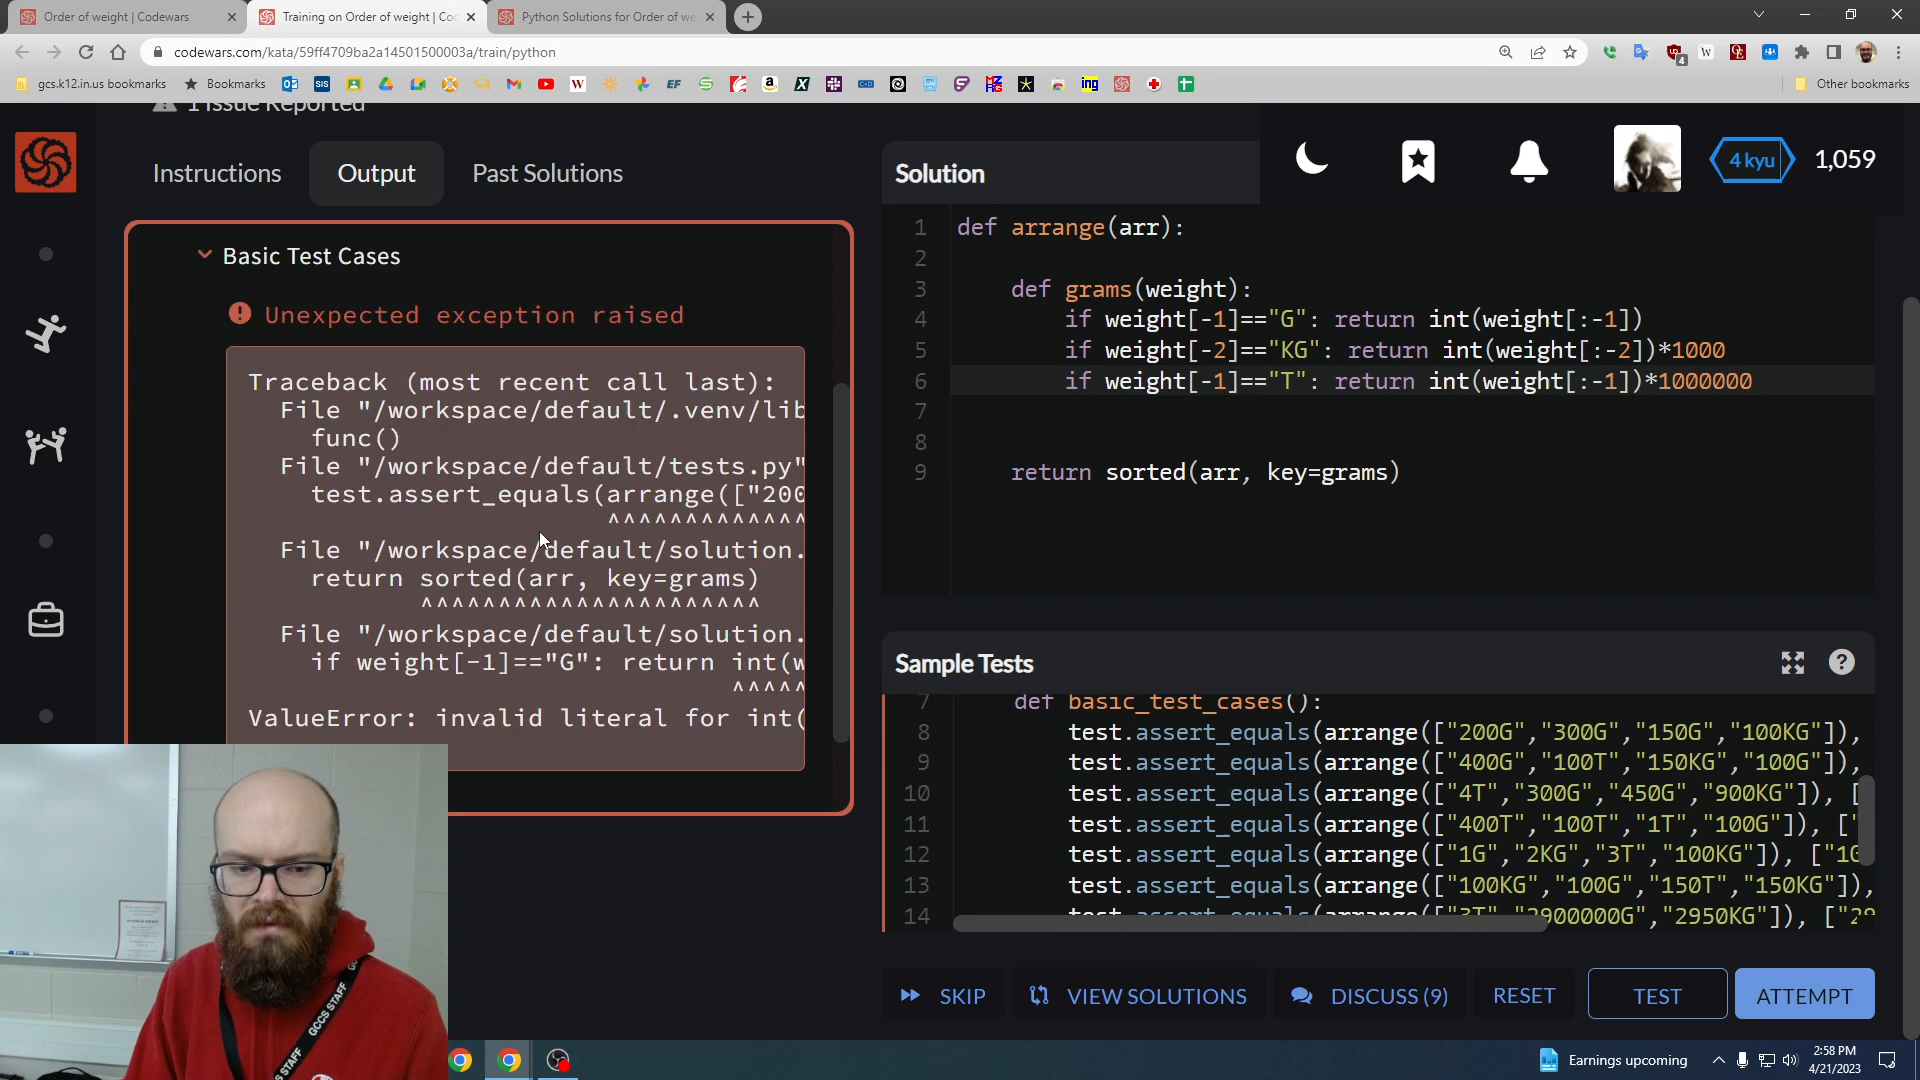 Order of weight | Codewars
Training on Order of weight | Co
Python Solutions for Order of we
codewars.com/kata/59ff4709ba2a14501500003a/train/python
gcs.k12.in.us bookmarks
Bookmarks
Other bookmarks
1 Issue Reported
Instructions
Output
Past Solutions
Basic Test Cases
Unexpected exception raised
Traceback (most recent call last):
File "/workspace/default/.venv/lib
func()
File "/workspace/default/tests.py"
test.assert_equals(arrange(["200
^^^^^^^^^^^^^
File "/workspace/default/solution.
return sorted(arr, key=grams)
^^^^^^^^^^^^^^^^^^^^^^
File "/workspace/default/solution.
if weight[-1]=="G": return int(w
^^^^^
ValueError: invalid literal for int(
Solution
4 kyu
1,059
1 def arrange(arr):
2
3 def grams(weight):
4 if weight[-1]=="G": return int(weight[:-1])
5 if weight[-2]=="KG": return int(weight[:-2])*1000
6 if weight[-1]=="T": return int(weight[:-1])*1000000
7
8
9 return sorted(arr, key=grams)
Sample Tests
7 def basic_test_cases():
8 test.assert_equals(arrange(["200G","300G","150G","100KG"]),
9 test.assert_equals(arrange(["400G","100T","150KG","100G"]),
10 test.assert_equals(arrange(["4T","300G","450G","900KG"]), [
11 test.assert_equals(arrange(["400T","100T","1T","100G"]), ["
12 test.assert_equals(arrange(["1G","2KG","3T","100KG"]), ["1G
13 test.assert_equals(arrange(["100KG","100G","150T","150KG"]),
14 test.assert_equals(arrange(["3T","2900000G","2950KG"]), ["29
SKIP
VIEW SOLUTIONS
DISCUSS (9)
RESET
TEST
ATTEMPT
GCCS STAFF
GCCS STAFF
Earnings upcoming
2:58 PM
4/21/2023